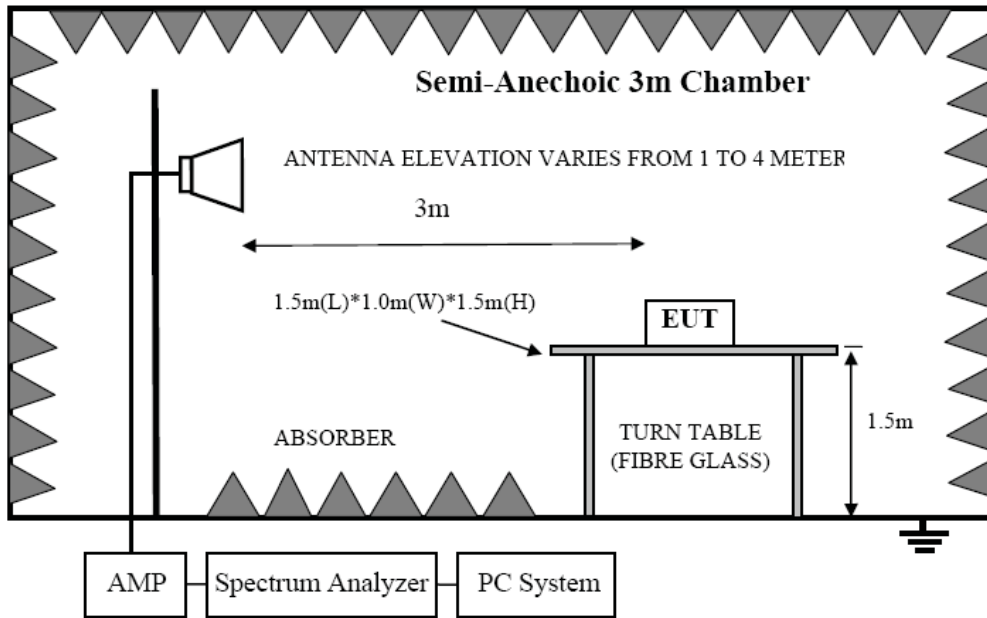 Semi-Anechoic 3m Chamber
ANTENNA ELEVATION VARIES FROM 1 TO 4 METER
3m
1.5m(L)*1.0m(W)*1.5m(H)
EUT
1.5m
ABSORBER
TURN TABLE
(FIBRE GLASS)
AMP
Spectrum Analyzer
PC System